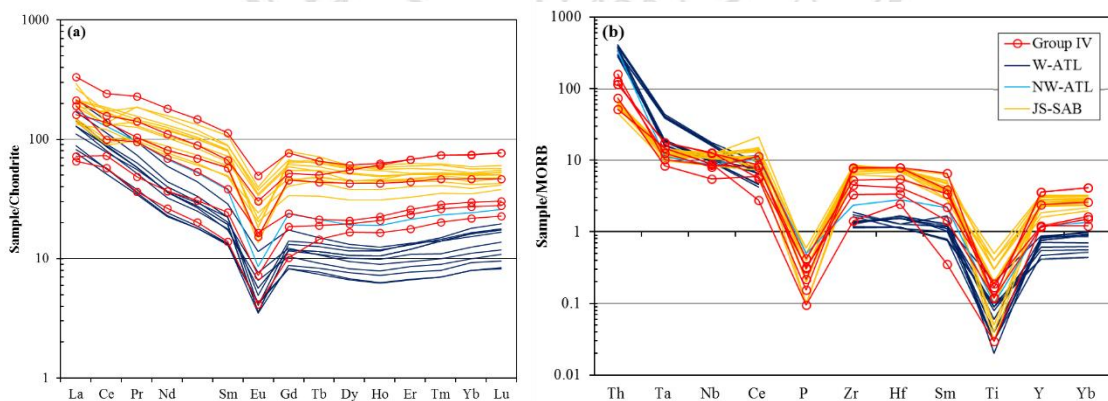 (a)
1000
100
10
1
Sample/Chondrite
La Ce Pr Nd Sm Eu Gd Tb Dy Ho Er Tm Yb Lu
(b)
1000
100
10
1
0.1
0.01
Sample/MORB
Th Ta Nb Ce P Zr Hf Sm Ti Y Yb
Group IV
W-ATL
NW-ATL
JS-SAB